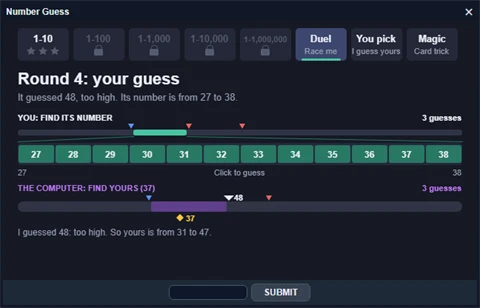 Number Guess
1-10
1-100
1-1,000
1-10,000
1-1,000,000
Duel
Race me
You pick
I guess yours
Magic
Card trick
Round 4: your guess
It guessed 48, too high. Its number is from 27 to 38.
YOU: FIND ITS NUMBER 3 guesses
27 28 29 30 31 32 33 34 35 36 37 38
27 Click to guess 38
THE COMPUTER: FIND YOURS (37) 3 guesses
48
37
I guessed 48: too high. So yours is from 31 to 47.
SUBMIT